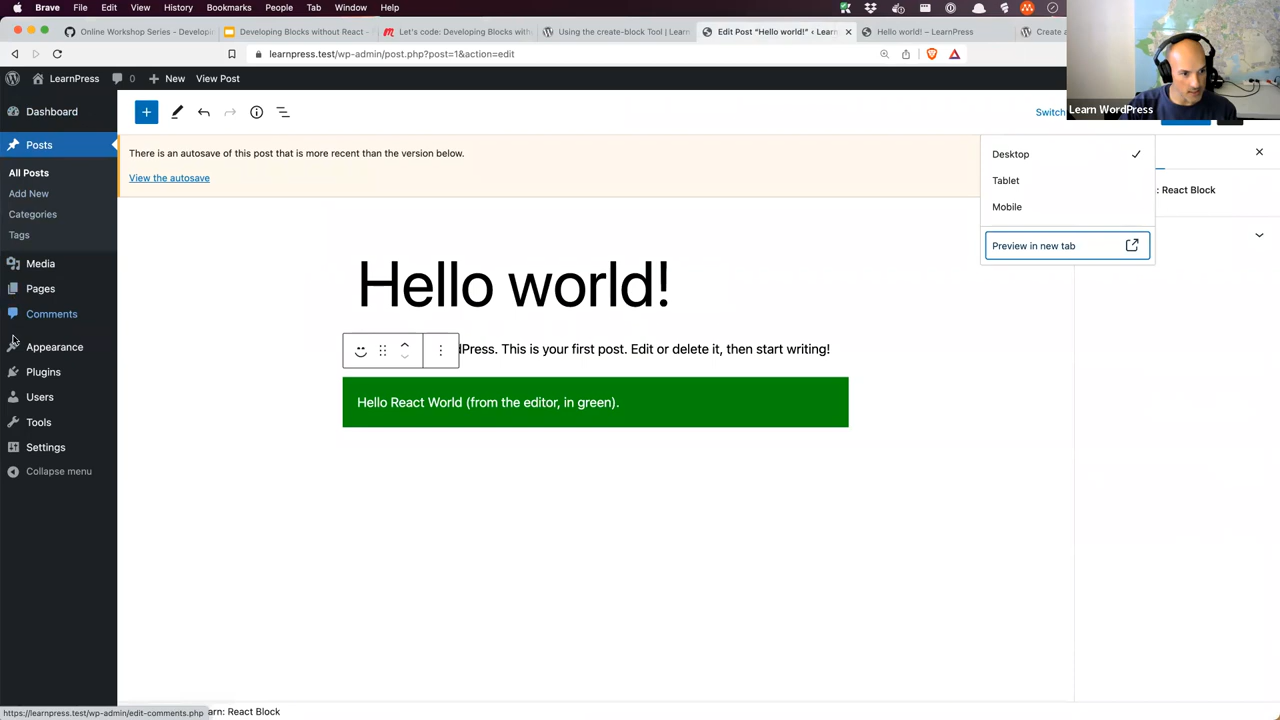 Brave File Edit View History Bookmarks People Tab Window Help
Online Workshop Series - Developi
Developing Blocks without React -
Let's code: Developing Blocks with
Using the create-block Tool | Learn
Edit Post “Hello world!” ‹ Learn
Hello world! – LearnPress
Create a
learnpress.test/wp-admin/post.php?post=1&action=edit
LearnPress 0 New View Post
Learn WordPress
Dashboard
Posts
All Posts
Add New
Categories
Tags
Media
Pages
Comments
Appearance
Plugins
Users
Tools
Settings
Collapse menu
Switch
There is an autosave of this post that is more recent than the version below.
View the autosave
Desktop
Tablet
Mobile
Preview in new tab
: React Block
Hello world!
dPress. This is your first post. Edit or delete it, then start writing!
Hello React World (from the editor, in green).
https://learnpress.test/wp-admin/edit-comments.php
arn: React Block